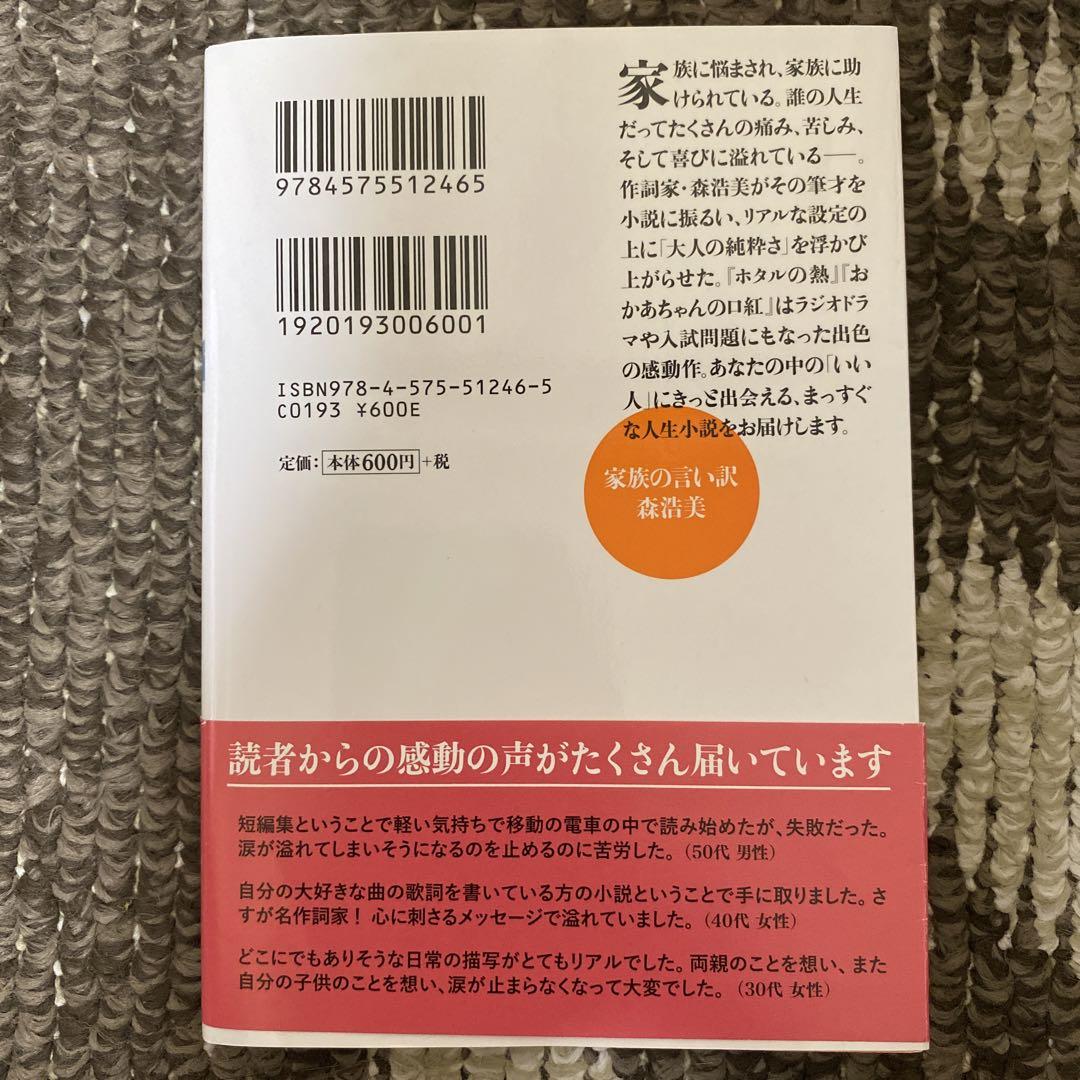 9784575512465
1920193006001
ISBN978-4-575-51246-5
C0193 ¥600E
定価:本体600円+税
家族に悩まされ、家族に助
けられている。誰の人生
だってたくさんの痛み、苦しみ、
そして喜びに溢れている――。
作詞家・森浩美がその筆才を
小説に振るい、リアルな設定の
上に「大人の純粋さ」を浮かび
上がらせた。『ホタルの熱』『お
かあちゃんの口紅』はラジオドラ
マや入試問題にもなった出色
の感動作。あなたの中の「いい
人」にきっと出会える、まっすぐ
な人生小説をお届けします。
家族の言い訳
森浩美
読者からの感動の声がたくさん届いています
短編集ということで軽い気持ちで移動の電車の中で読み始めたが、失敗だった。
涙が溢れてしまいそうになるのを止めるのに苦労した。(50代 男性)
自分の大好きな曲の歌詞を書いている方の小説ということで手に取りました。さ
すが名作詞家! 心に刺さるメッセージで溢れていました。(40代 女性)
どこにでもありそうな日常の描写がとてもリアルでした。両親のことを想い、また
自分の子供のことを想い、涙が止まらなくなって大変でした。(30代 女性)